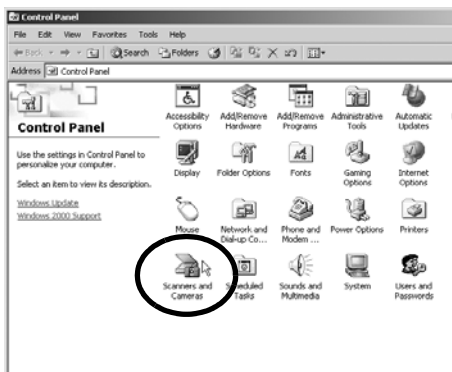 Control Panel
File Edit View Favorites Tools Help
Back Search Folders
Address Control Panel
Control Panel
Use the settings in Control Panel to
personalize your computer.
Select an item to view its description.
Windows Update
Windows 2000 Support
Accessibility Options
Add/Remove Hardware
Add/Remove Programs
Administrative Tools
Automatic Updates
Display
Folder Options
Fonts
Gaming Options
Internet Options
Mouse
Network and Dial-up Co...
Phone and Modem ...
Power Options
Printers
Scanners and Cameras
Scheduled Tasks
Sounds and Multimedia
System
Users and Passwords